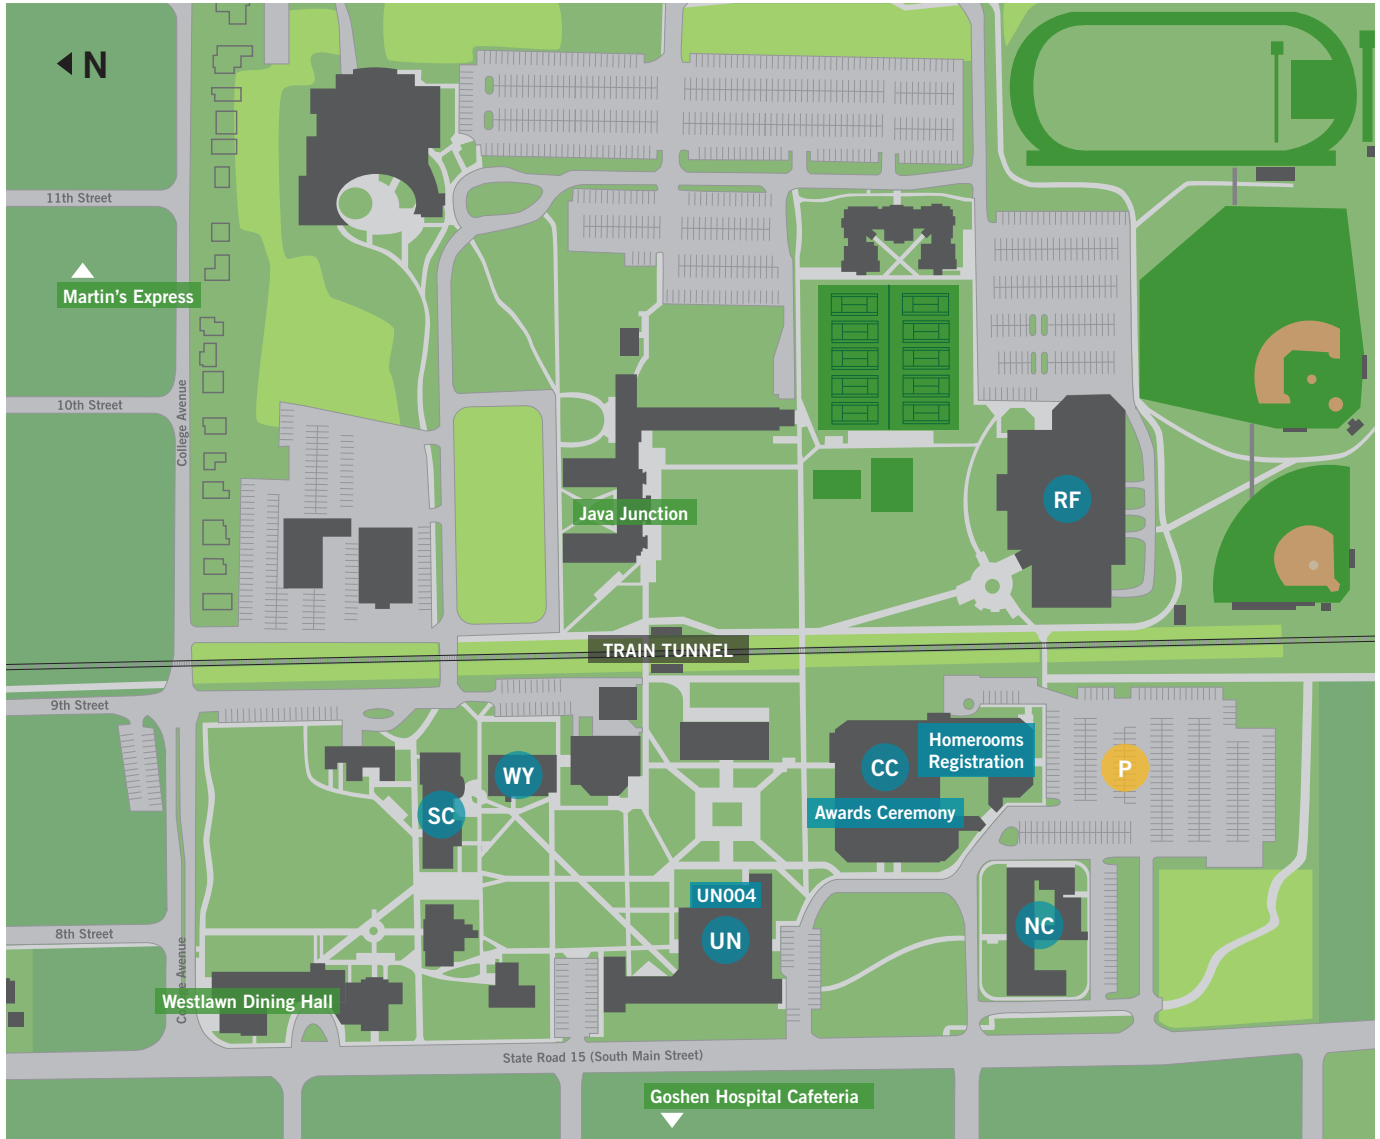 N
11th Street
Martin's Express
10th Street
College Avenue
RF
Java Junction
TRAIN TUNNEL
9th Street
Homerooms
Registration
CC
WY
P
SC
Awards Ceremony
UN004
UN
NC
8th Street
College Avenue
Westlawn Dining Hall
State Road 15 (South Main Street)
Goshen Hospital Cafeteria